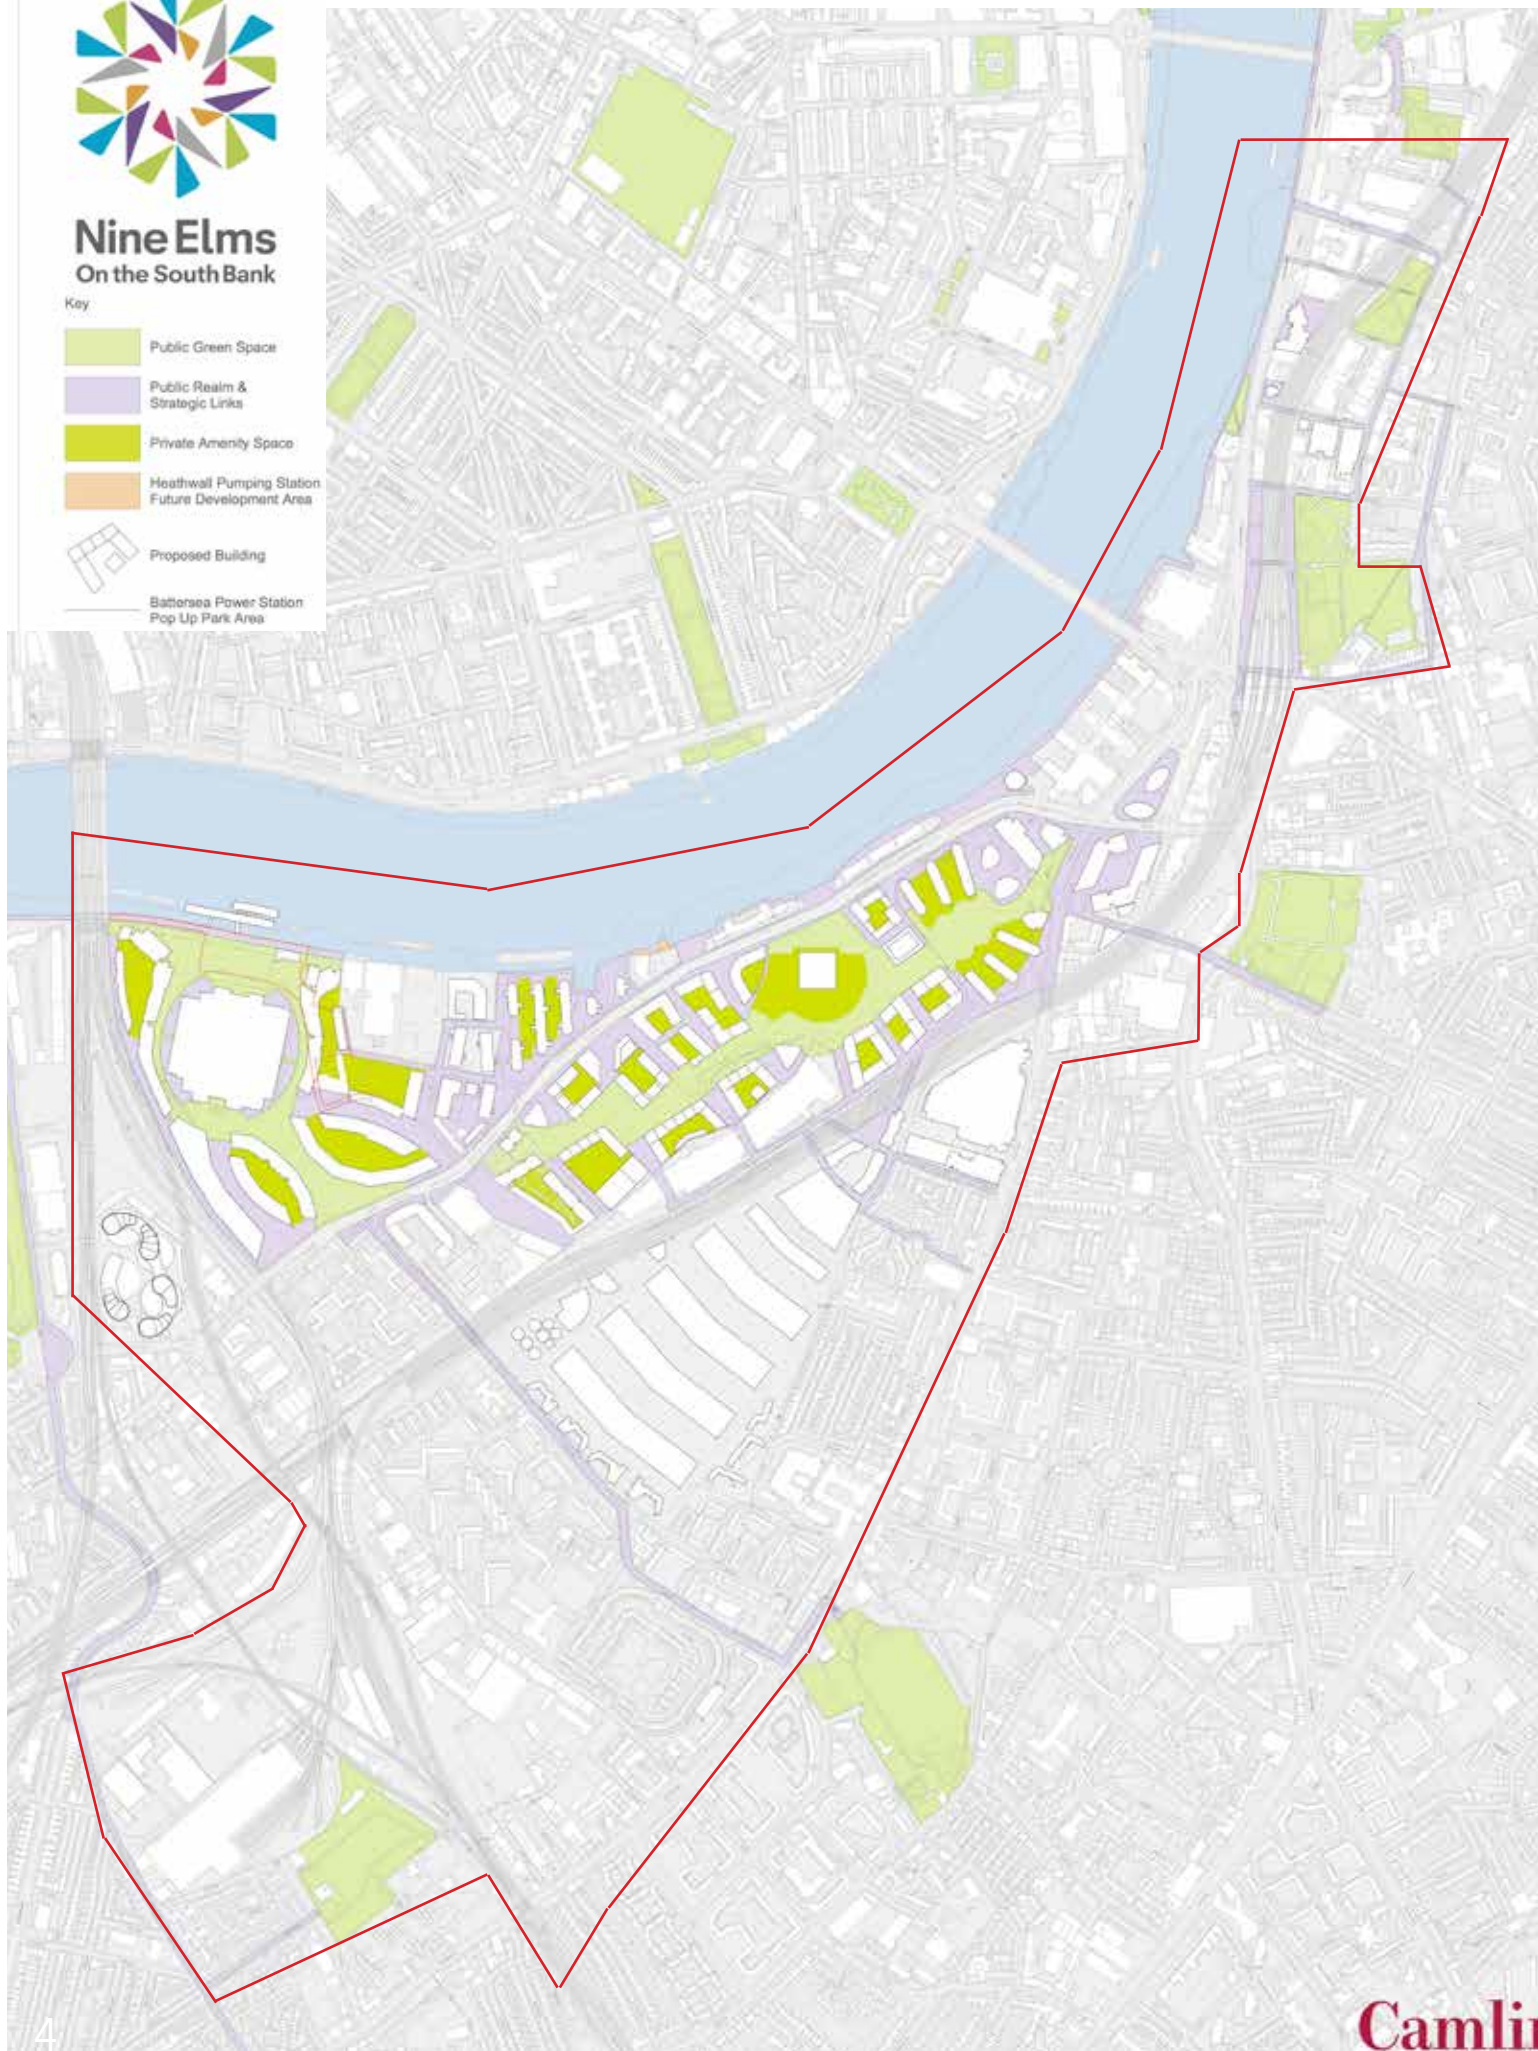 Nine Elms
On the South Bank
Key
Public Green Space
Public Realm &
Strategic Links
Private Amenity Space
Heathwall Pumping Station
Future Development Area
Proposed Building
Battersea Power Station
Pop Up Park Area
4
Camlin